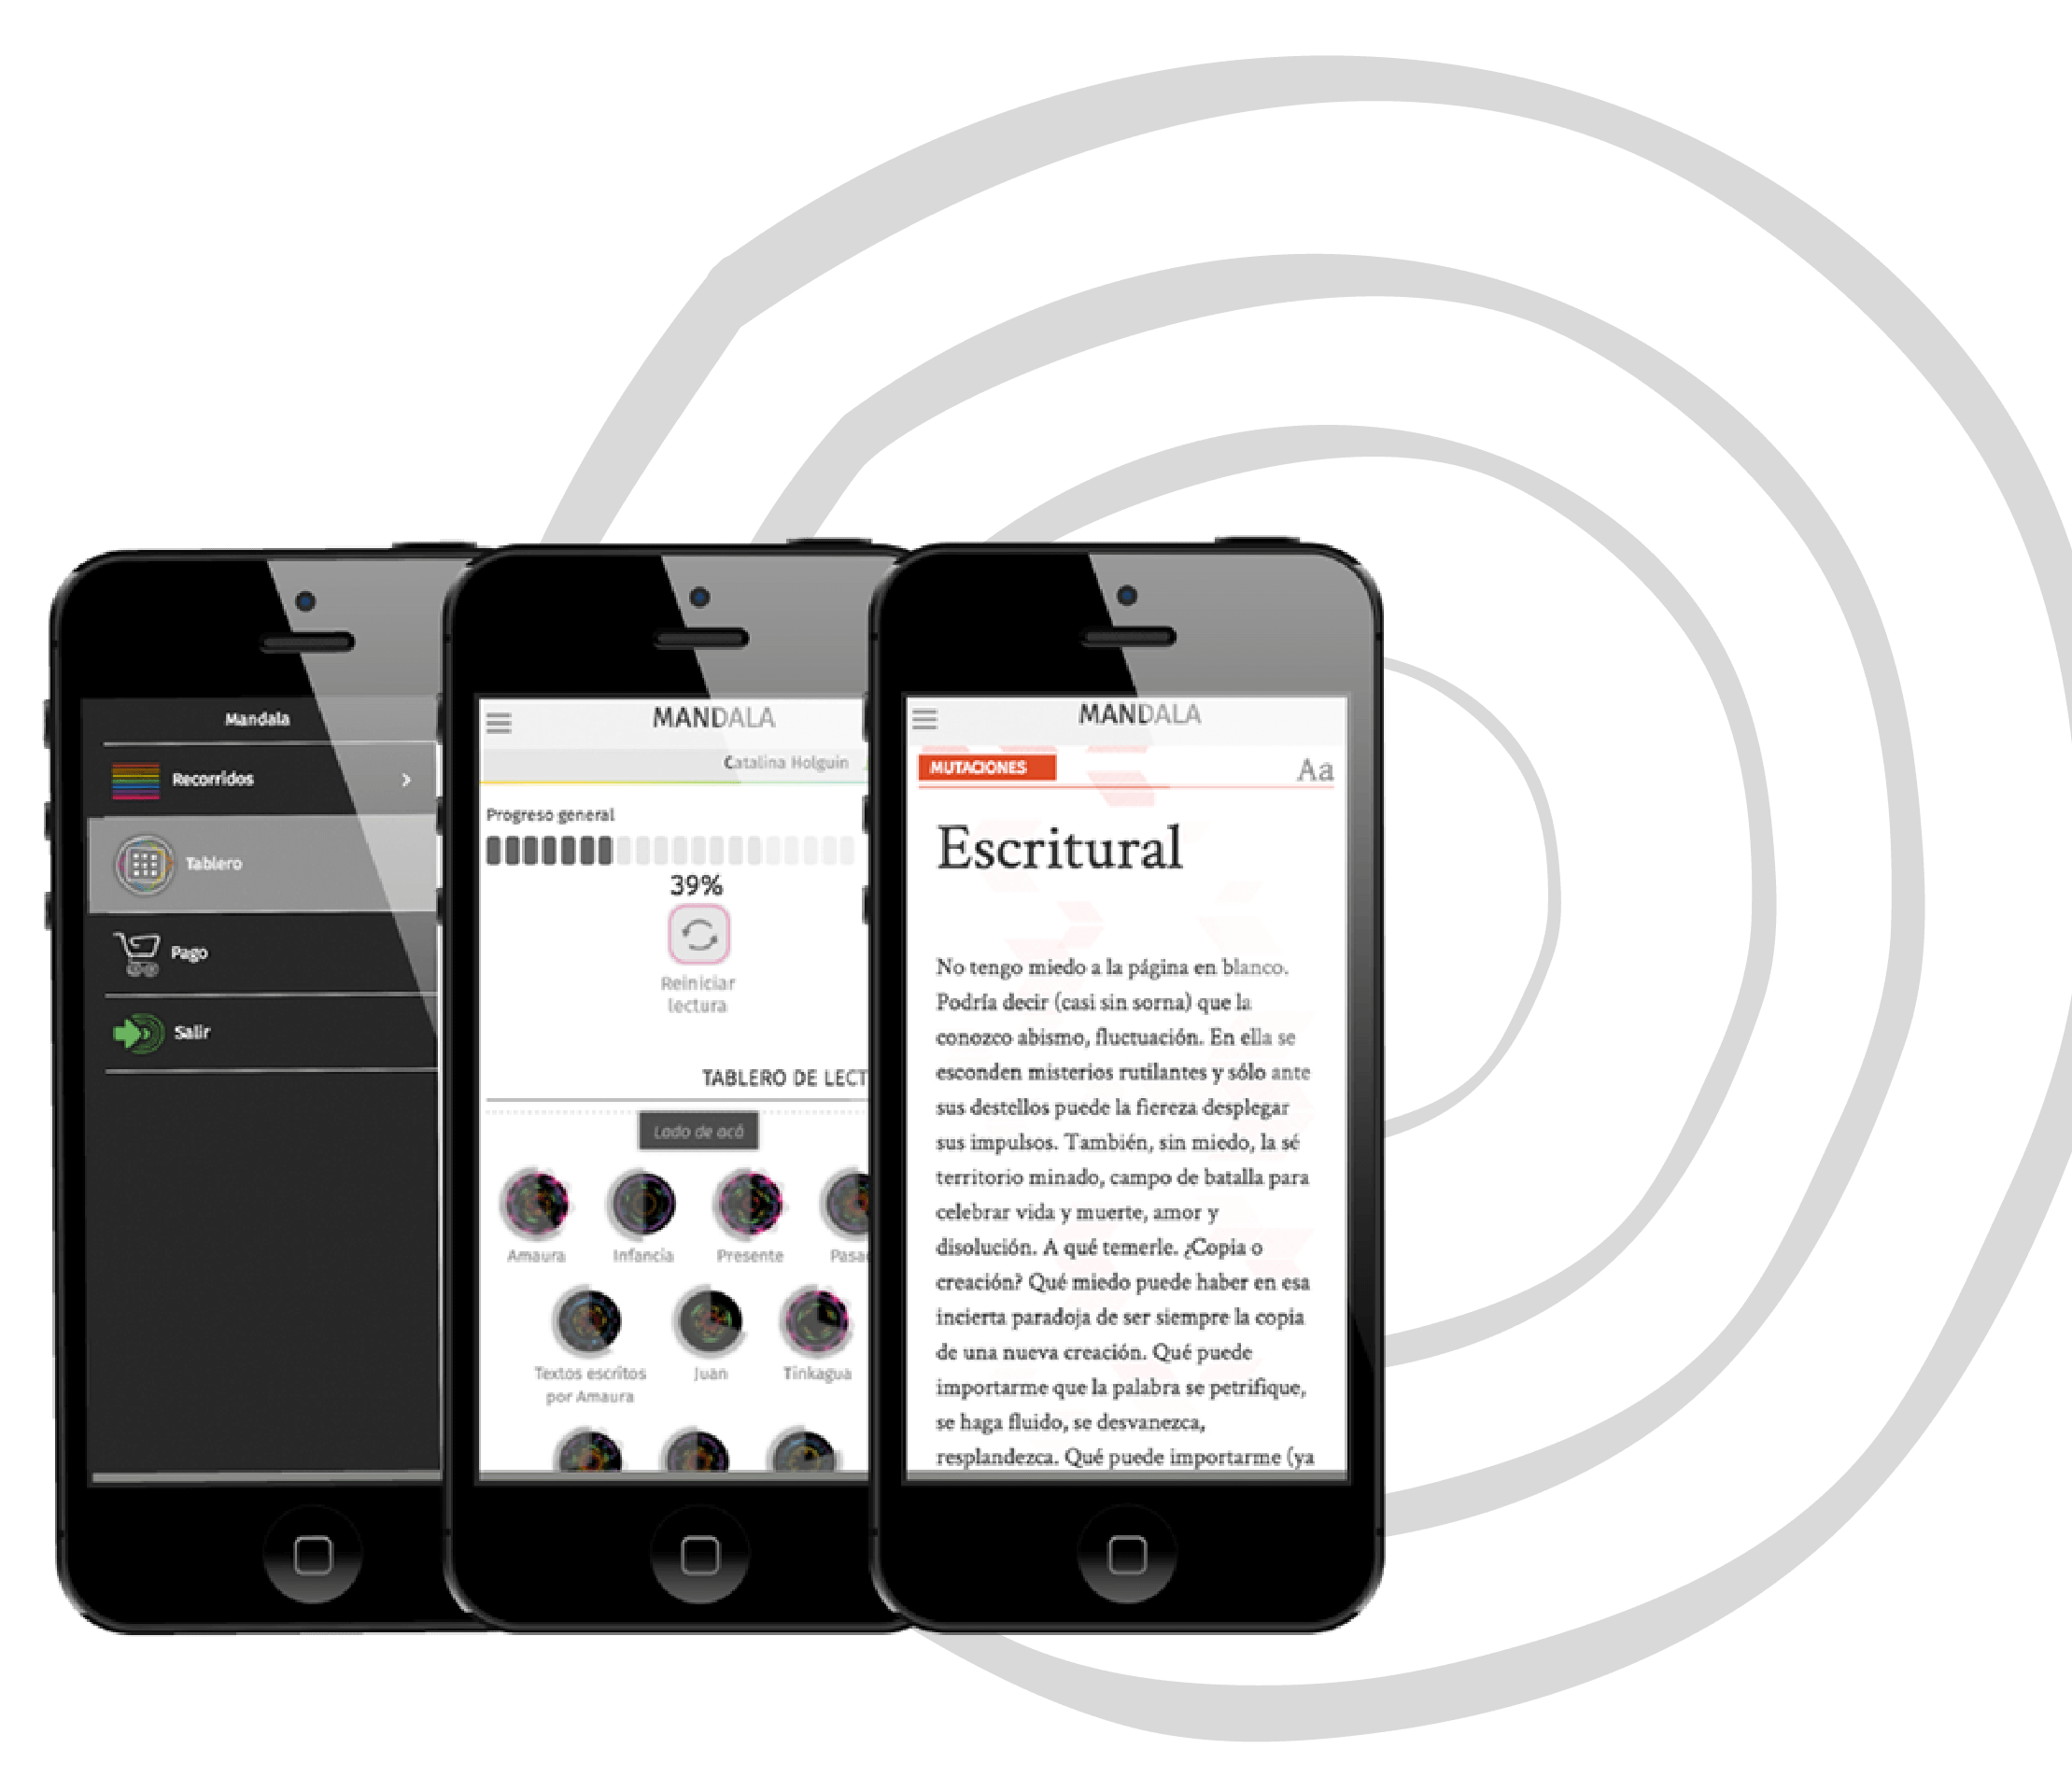 Mandala
Recorridos
Tablero
Pago
Salir
MANDALA
Catalina Holguin
Progreso general
39%
Reiniciar
lectura
TABLERO DE LECT
Lado de acá
Amaura
Infancia
Presente
Pasa
Textos escritos
por Amaura
Juan
Tinkagua
MANDALA
MUTACIONES
Aa
Escritural
No tengo miedo a la página en blanco.
Podría decir (casi sin sorna) que la
conozco abismo, fluctuación. En ella se
esconden misterios rutilantes y sólo ante
sus destellos puede la fiereza desplegar
sus impulsos. También, sin miedo, la sé
territorio minado, campo de batalla para
celebrar vida y muerte, amor y
disolución. A qué temerle. ¿Copia o
creación? Qué miedo puede haber en esa
incierta paradoja de ser siempre la copia
de una nueva creación. Qué puede
importarme que la palabra se petrifique,
se haga fluido, se desvanezca,
resplandezca. Qué puede importarme (ya